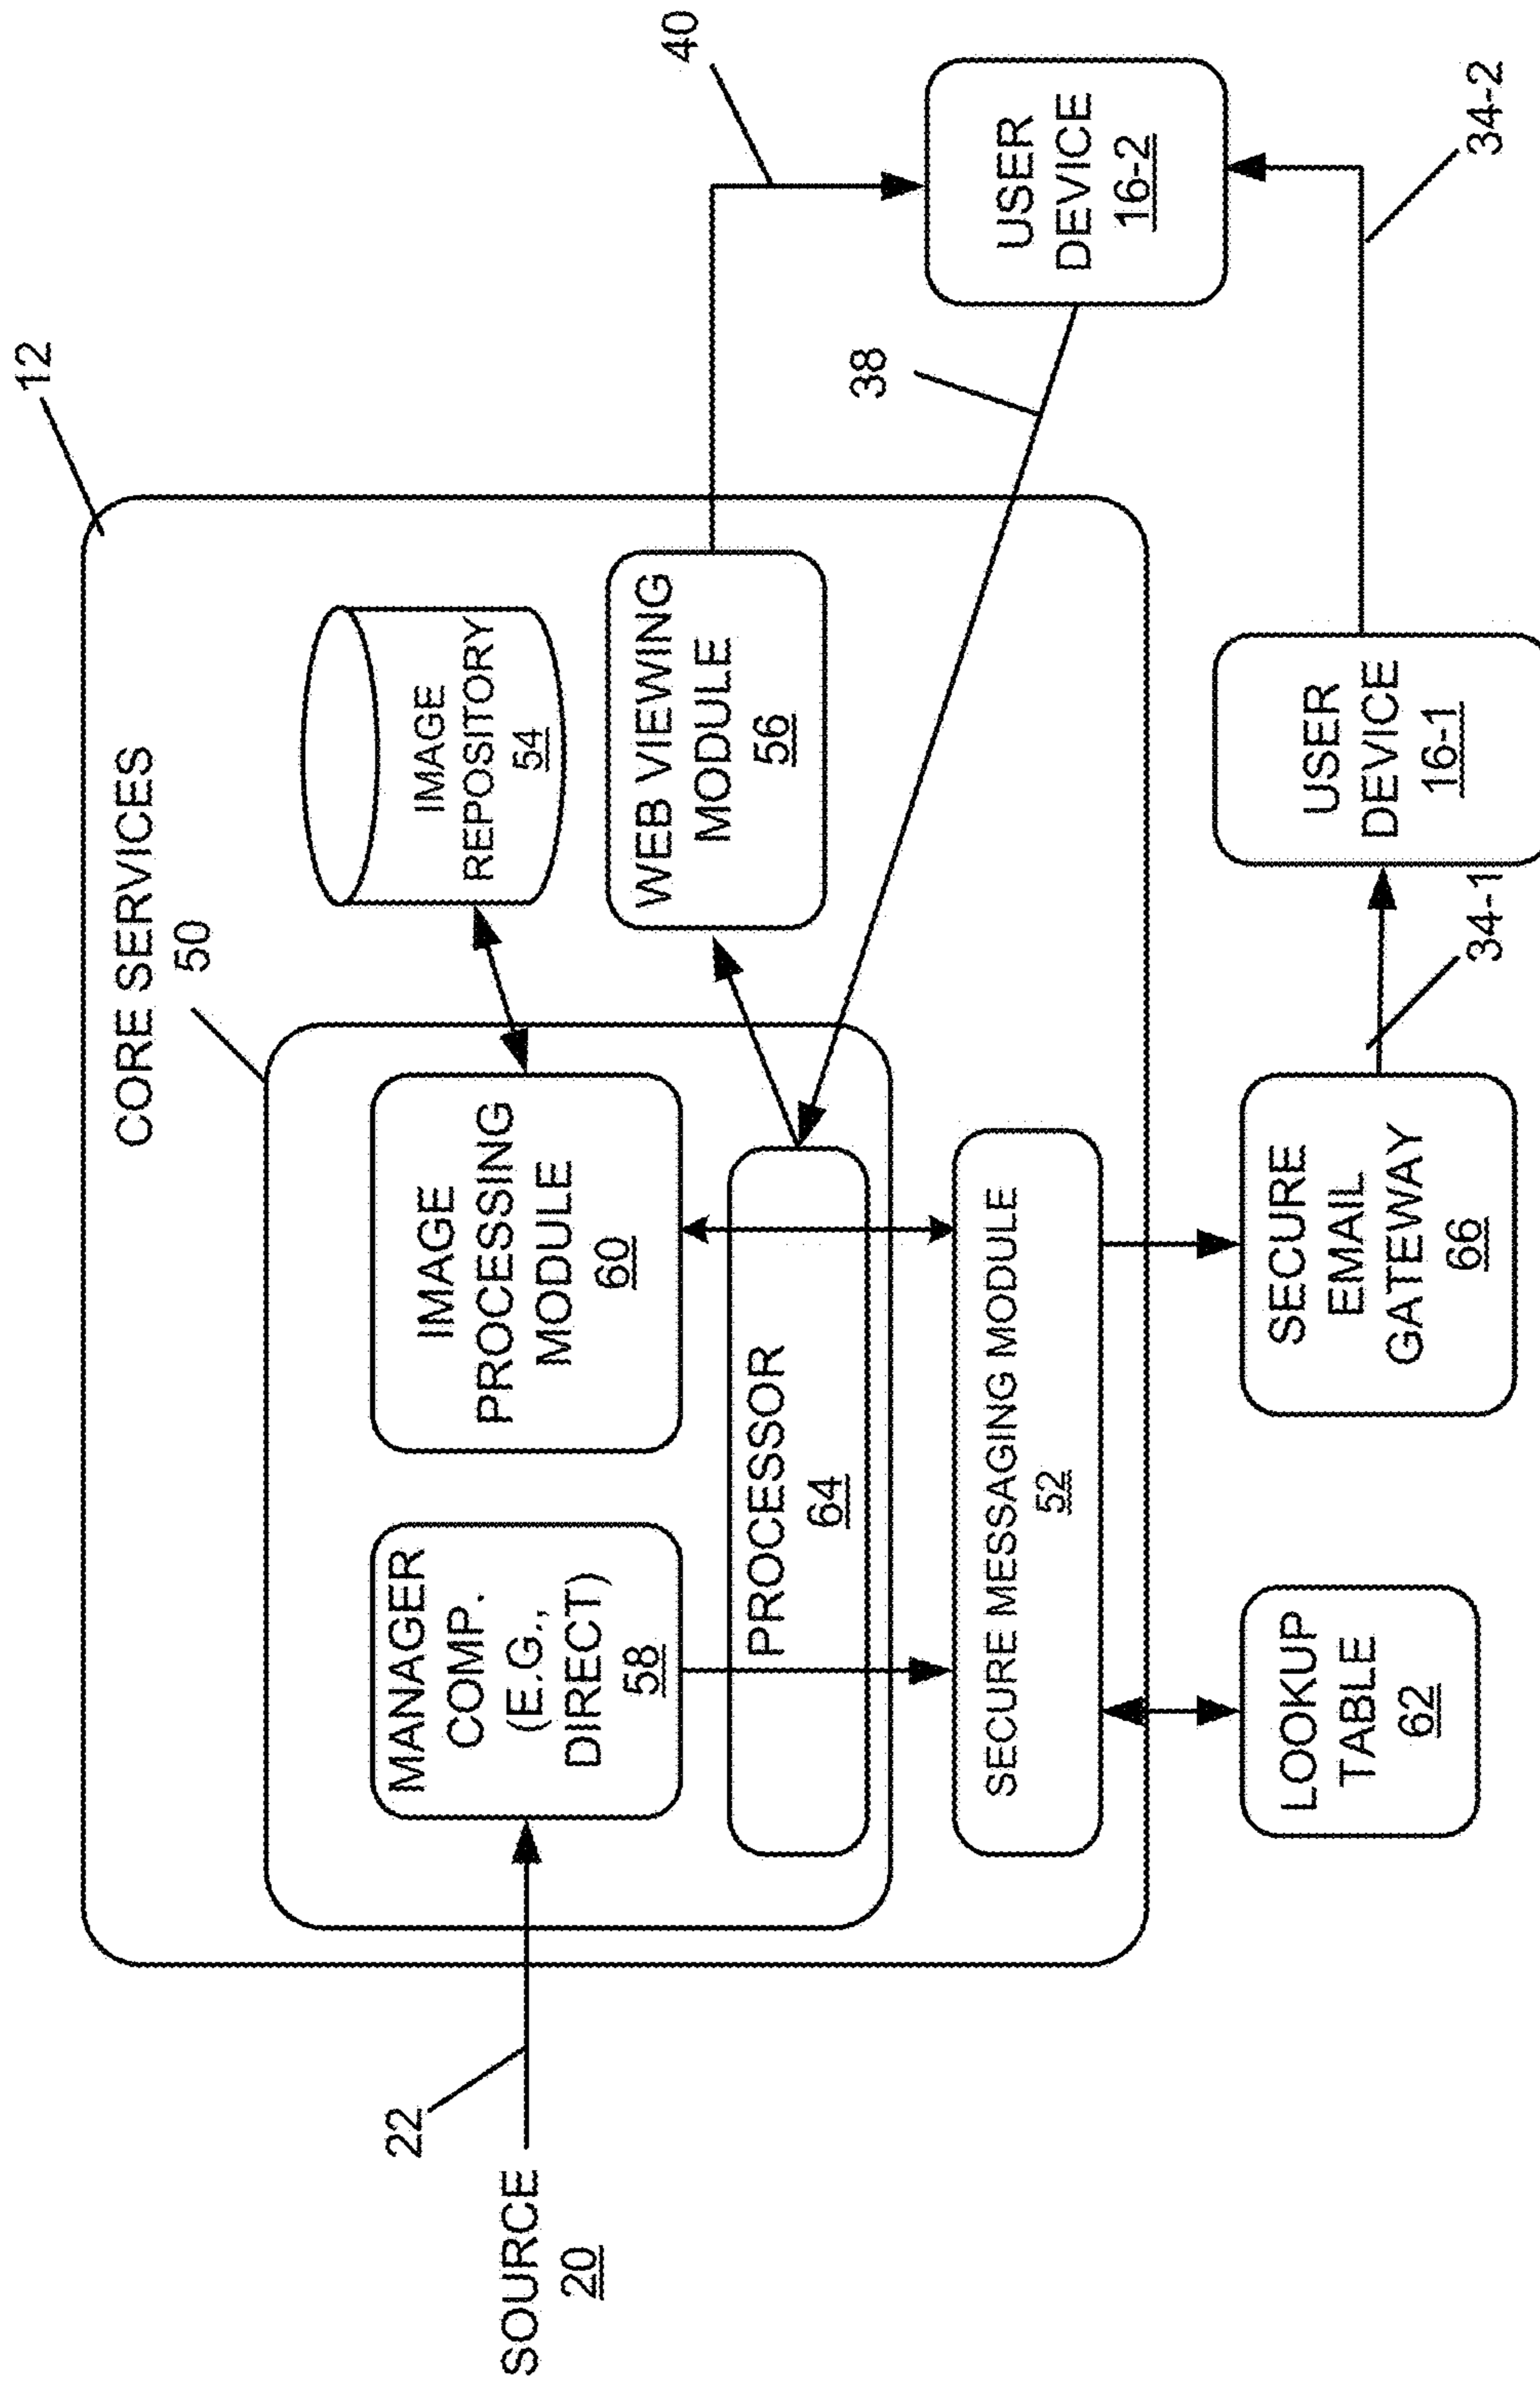 12
CORE SERVICES
50
MANAGER
COMP.
(E.G.,
DIRECT)
58
IMAGE
PROCESSING
MODULE
60
IMAGE
REPOSITORY
54
WEB VIEWING
MODULE
56
40
22
SOURCE
20
PROCESSOR
64
38
USER
DEVICE
16-2
SECURE MESSAGING MODULE
52
LOOKUP
TABLE
62
SECURE
EMAIL
GATEWAY
66
34-1
USER
DEVICE
16-1
34-2